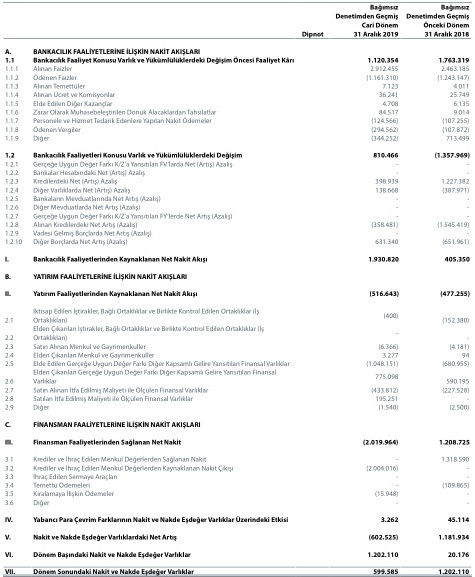 Bağımsız Bağımsız
Denetimden Geçmiş Denetimden Geçmiş
Cari Dönem Önceki Dönem
Dipnot 31 Aralık 2019 31 Aralık 2018
A. BANKACILIK FAALİYETLERİNE İLİŞKİN NAKİT AKIŞLARI
1.1 Bankacılık Faaliyet Konusu Varlık ve Yükümlülüklerdeki Değişim Öncesi Faaliyet Kârı 1.120.354 1.763.319
1.1.1 Alınan Faizler 2.912.455 2.463.185
1.1.2 Ödenen Faizler (1.161.310) (1.243.147)
1.1.3 Alınan Temettüler 7.123 4.011
1.1.4 Alınan Ücret ve Komisyonlar 36.241 25.749
1.1.5 Elde Edilen Diğer Kazançlar 4.708 6.135
1.1.6 Zarar Olarak Muhasebeleştirilen Donuk Alacaklardan Tahsilatlar 84.517 9.014
1.1.7 Personele ve Hizmet Tedarik Edenlere Yapılan Nakit Ödemeler (124.566) (107.255)
1.1.8 Ödenen Vergiler (294.562) (107.872)
1.1.9 Diğer (344.252) 713.499
1.2 Bankacılık Faaliyetleri Konusu Varlık ve Yükümlülüklerdeki Değişim 810.466 (1.357.969)
1.2.1 Gerçeğe Uygun Değer Farkı K/Z'a Yansıtılan FV'larda Net (Artış) Azalış - -
1.2.2 Bankalar Hesabındaki Net (Artış) Azalış - -
1.2.3 Kredilerdeki Net (Artış) Azalış 398.939 1.227.382
1.2.4 Diğer Varlıklarda Net (Artış) Azalış 138.668 (387.971)
1.2.5 Bankaların Mevduatlarında Net Artış (Azalış) - -
1.2.6 Diğer Mevduatlarda Net Artış (Azalış) - -
1.2.7 Gerçeğe Uygun Değer Farkı K/Z'a Yansıtılan FY'lerde Net Artış (Azalış) - -
1.2.8 Alınan Kredilerdeki Net Artış (Azalış) (358.481) (1.545.419)
1.2.9 Vadesi Gelmiş Borçlarda Net Artış (Azalış) - -
1.2.10 Diğer Borçlarda Net Artış (Azalış) 631.340 (651.961)
I. Bankacılık Faaliyetlerinden Kaynaklanan Net Nakit Akışı 1.930.820 405.350
B. YATIRIM FAALİYETLERİNE İLİŞKİN NAKİT AKIŞLARI
II. Yatırım Faaliyetlerinden Kaynaklanan Net Nakit Akışı (516.643) (477.255)
İktisap Edilen İştirakler, Bağlı Ortaklıklar ve Birlikte Kontrol Edilen Ortaklıklar (İş
2.1 Ortaklıkları) (400) (152.380)
Elden Çıkarılan İştirakler, Bağlı Ortaklıklar ve Birlikte Kontrol Edilen Ortaklıklar (İş
2.2 Ortaklıkları) - -
2.3 Satın Alınan Menkul ve Gayrimenkuller (6.366) (4.181)
2.4 Elden Çıkarılan Menkul ve Gayrimenkuller 3.277 94
2.5 Elde Edilen Gerçeğe Uygun Değer Farkı Diğer Kapsamlı Gelire Yansıtılan Finansal Varlıklar (1.048.151) (680.955)
Elden Çıkarılan Gerçeğe Uygun Değer Farkı Diğer Kapsamlı Gelire Yansıtılan Finansal
2.6 Varlıklar 775.098 590.195
2.7 Satın Alınan İtfa Edilmiş Maliyeti ile Ölçülen Finansal Varlıklar (433.812) (227.528)
2.8 Satılan İtfa Edilmiş Maliyeti ile Ölçülen Finansal Varlıklar 195.251 -
2.9 Diğer (1.540) (2.500)
C. FİNANSMAN FAALİYETLERİNE İLİŞKİN NAKİT AKIŞLARI
III. Finansman Faaliyetlerinden Sağlanan Net Nakit (2.019.964) 1.208.725
3.1 Krediler ve İhraç Edilen Menkul Değerlerden Sağlanan Nakit - 1.318.590
3.2 Krediler ve İhraç Edilen Menkul Değerlerden Kaynaklanan Nakit Çıkışı (2.004.016) -
3.3 İhraç Edilen Sermaye Araçları - -
3.4 Temettü Ödemeleri - (109.865)
3.5 Kiralamaya İlişkin Ödemeler (15.948) -
3.6 Diğer - -
IV. Yabancı Para Çevrim Farklarının Nakit ve Nakde Eşdeğer Varlıklar Üzerindeki Etkisi 3.262 45.114
V. Nakit ve Nakde Eşdeğer Varlıklardaki Net Artış (602.525) 1.181.934
VI. Dönem Başındaki Nakit ve Nakde Eşdeğer Varlıklar 1.202.110 20.176
VII. Dönem Sonundaki Nakit ve Nakde Eşdeğer Varlıklar 599.585 1.202.110